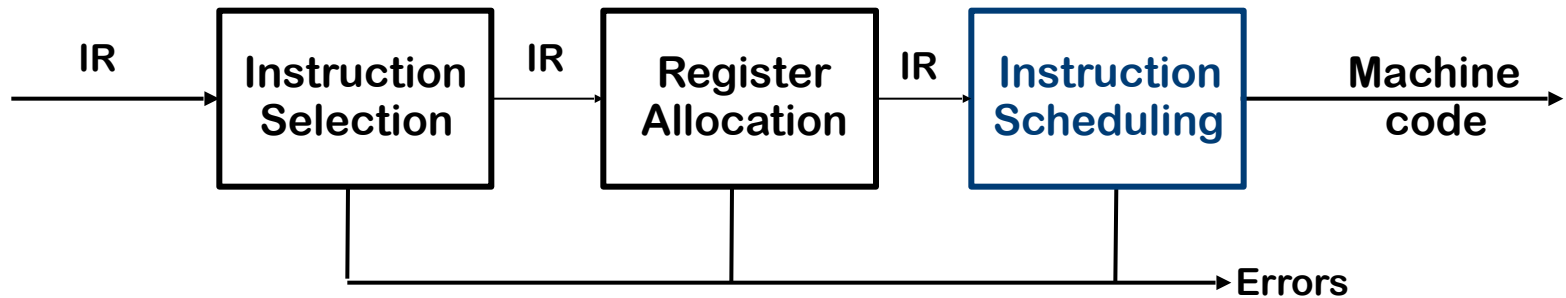 IR
Instruction
Selection
IR
Register
Allocation
IR
Instruction
Scheduling
Machine
code
Errors